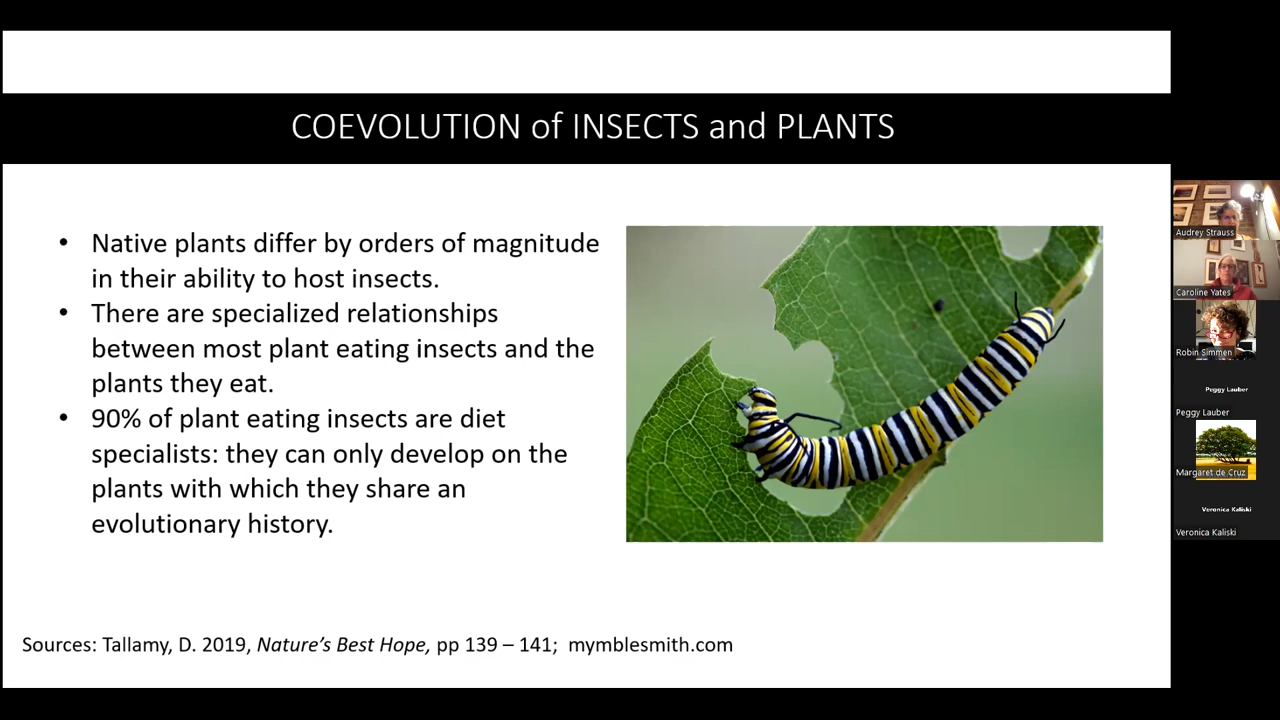 COEVOLUTION of INSECTS and PLANTS
• Native plants differ by orders of magnitude
in their ability to host insects.
• There are specialized relationships
between most plant eating insects and the
plants they eat.
• 90% of plant eating insects are diet
specialists: they can only develop on the
plants with which they share an
evolutionary history.
Sources: Tallamy, D. 2019, Nature's Best Hope, pp 139 – 141; mymblesmith.com
Audrey Strauss
Caroline Yates
Robin Simmen
Peggy Lauber
Peggy Lauber
Margaret de Cruz
Veronica Kaliski
Veronica Kaliski